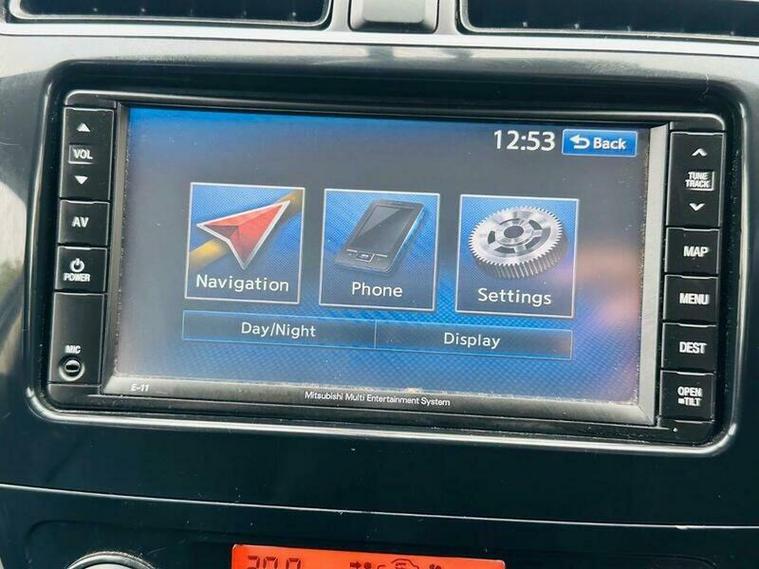 VOL
AV
POWER
MIC
12:53 Back
Navigation
Phone
Settings
Day/Night
Display
E-11
Mitsubishi Multi Entertainment System
TUNE
TRACK
MAP
MENU
DEST
OPEN
TILT